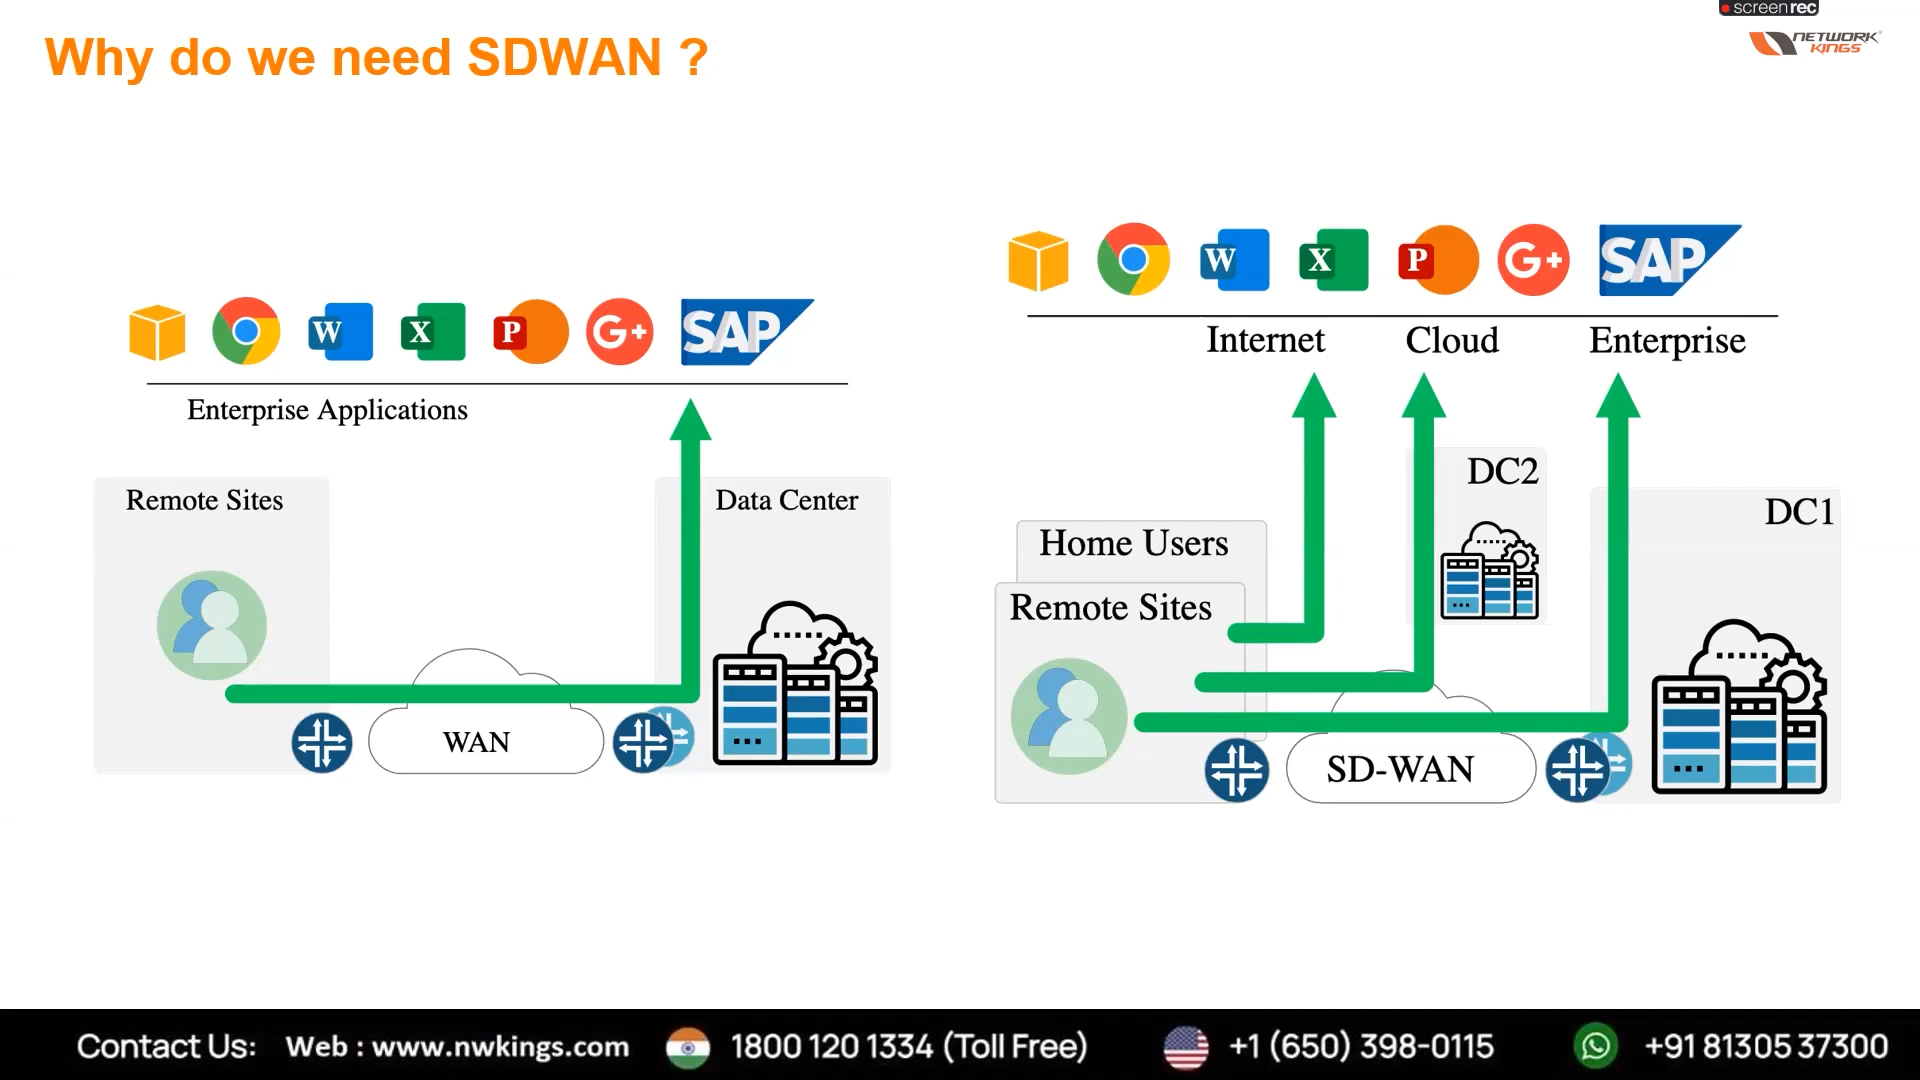 screenrec
NETWORK
KINGS
Why do we need SDWAN ?
W X P G+ SAP
Enterprise Applications
Remote Sites
Data Center
WAN
W X P G+ SAP
Internet Cloud Enterprise
DC2
DC1
Home Users
Remote Sites
SD-WAN
Contact Us: Web : www.nwkings.com 1800 120 1334 (Toll Free) +1 (650) 398-0115 +91 81305 37300